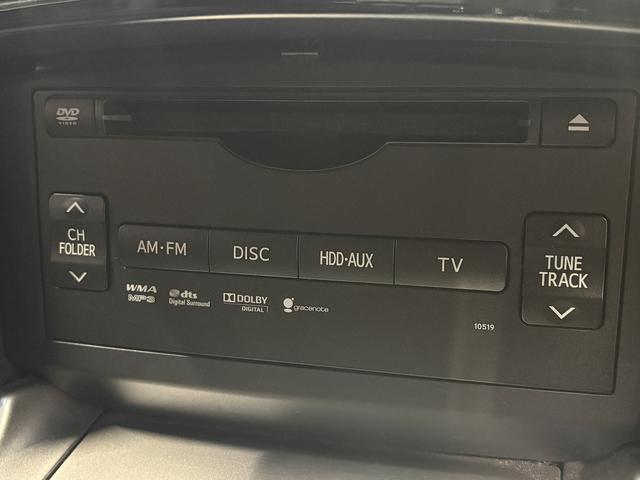 DVD
VIDEO
CH
FOLDER
AM·FM
DISC
HDD·AUX
TV
TUNE
TRACK
WMA
MP3
dts
Digital Surround
DOLBY
DIGITAL
gracenote
10519